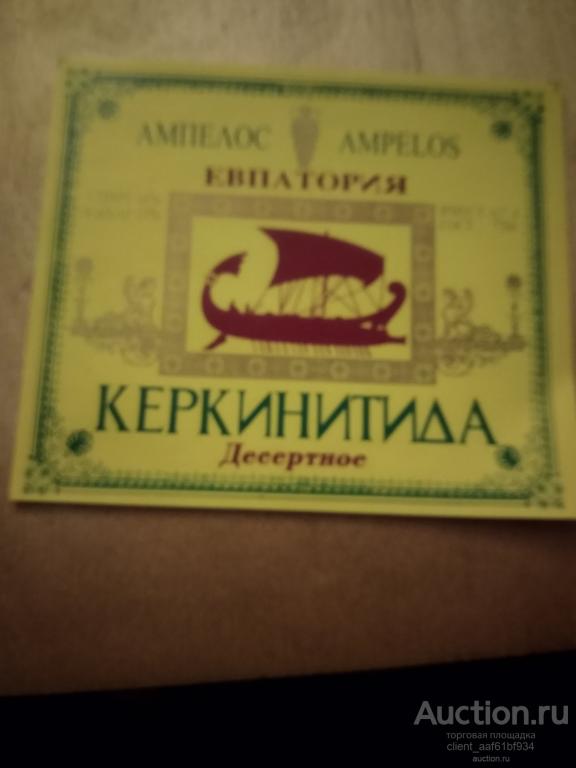 АМПЕЛОС AMPELOS
ЕВПАТОРИЯ
КЕРКИНИТИДА
Десертное
Auction.ru
торговая площадка
client_aaf61bf934
auction.ru